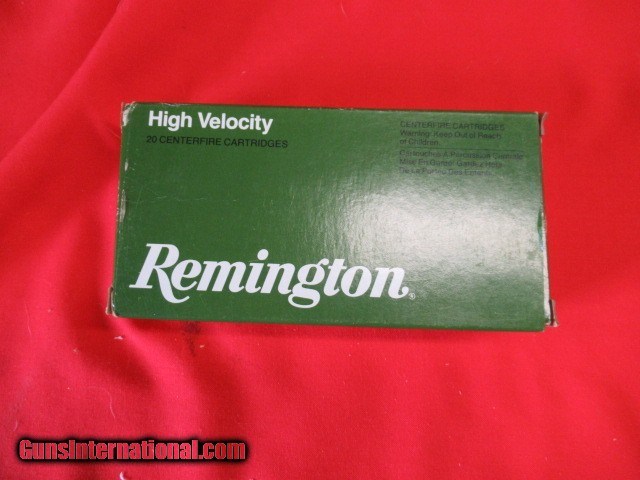 High Velocity
20 CENTERFIRE CARTRIDGES
CENTERFIRE CARTRIDGES
Warning! Keep Out of Reach
of Children.
Remington®
GunsInternational.com